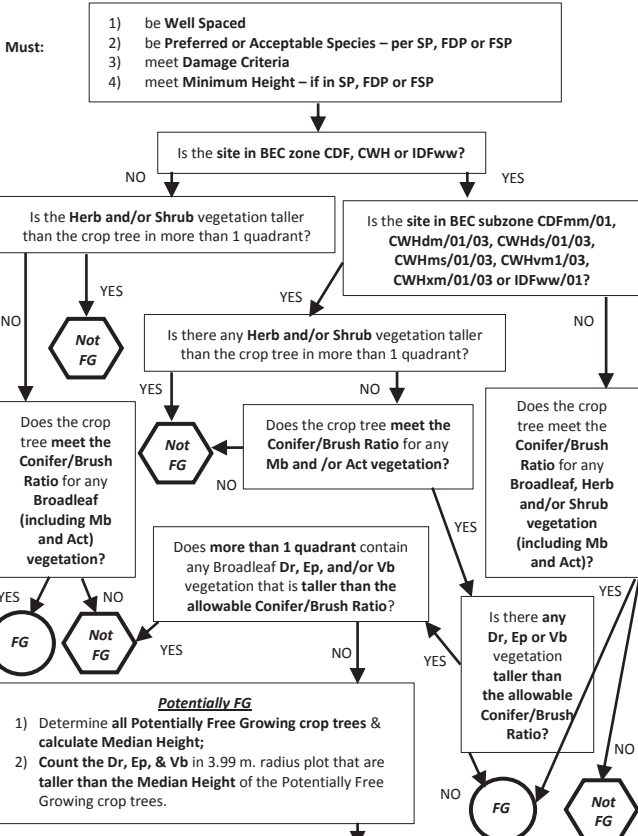 Must:
1) be Well Spaced
2) be Preferred or Acceptable Species – per SP, FDP or FSP
3) meet Damage Criteria
4) meet Minimum Height – if in SP, FDP or FSP
Is the site in BEC zone CDF, CWH or IDFww?
NO
YES
Is the Herb and/or Shrub vegetation taller
than the crop tree in more than 1 quadrant?
Is the site in BEC subzone CDFmm/01,
CWHdm/01/03, CWHds/01/03,
CWHms/01/03, CWHvm1/03,
CWHxm/01/03 or IDFww/01?
NO
YES
YES
NO
Not
FG
Is there any Herb and/or Shrub vegetation taller
than the crop tree in more than 1 quadrant?
YES
NO
Does the crop
tree meet the
Conifer/Brush
Ratio for any
Broadleaf
(including Mb
and Act)
vegetation?
Not
FG
NO
Does the crop tree meet the
Conifer/Brush Ratio for any
Mb and /or Act vegetation?
Does the crop
tree meet the
Conifer/Brush
Ratio for any
Broadleaf, Herb
and/or Shrub
vegetation
(including Mb
and Act)?
YES
Does more than 1 quadrant contain
any Broadleaf Dr, Ep, and/or Vb
vegetation that is taller than the
allowable Conifer/Brush Ratio?
YES
NO
FG
Not
FG
YES
NO
YES
Is there any
Dr, Ep or Vb
vegetation
taller than
the allowable
Conifer/Brush
Ratio?
YES
NO
Potentially FG
1) Determine all Potentially Free Growing crop trees &
calculate Median Height;
2) Count the Dr, Ep, & Vb in 3.99 m. radius plot that are
taller than the Median Height of the Potentially Free
Growing crop trees.
NO
FG
Not
FG